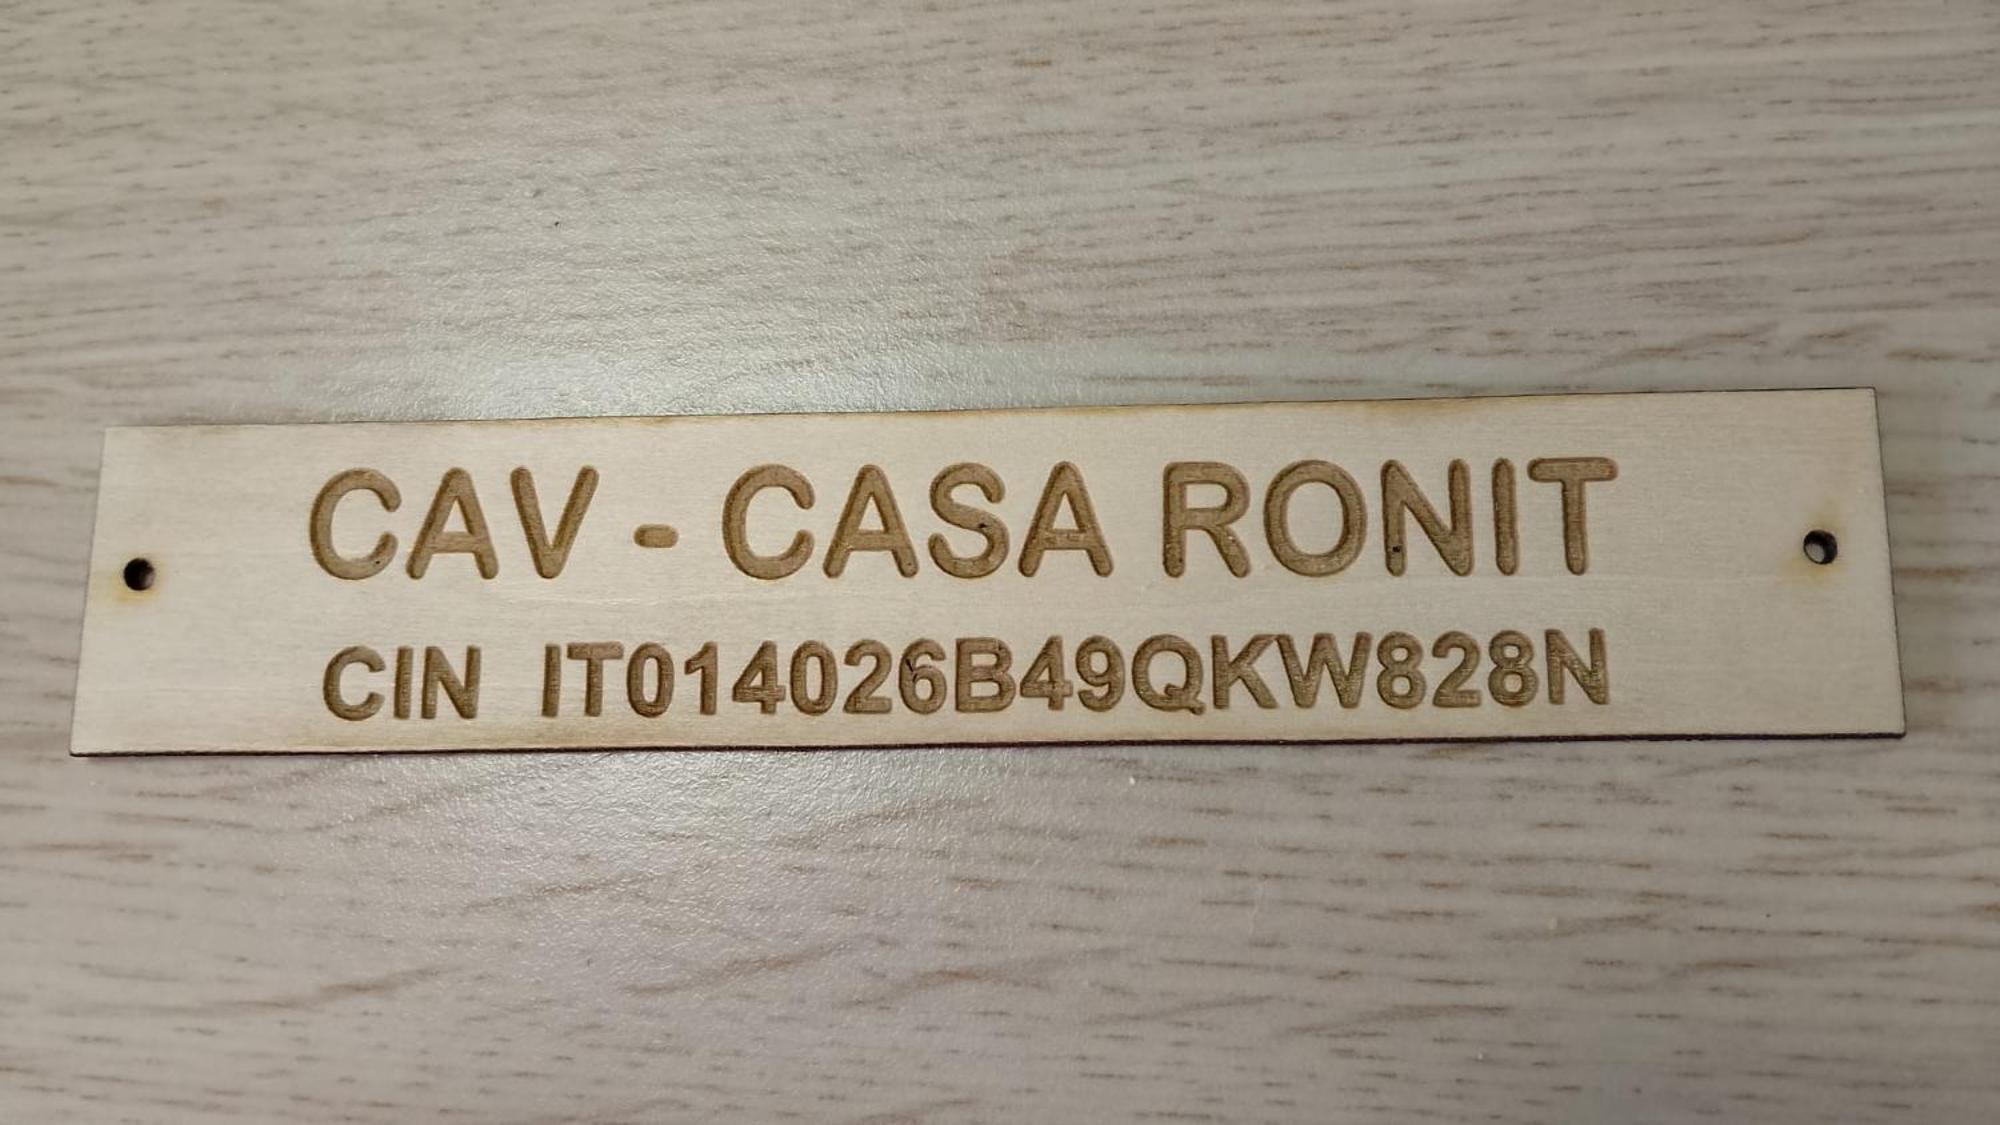 CAV - CASA RONIT
CIN IT014026B49QKW828N